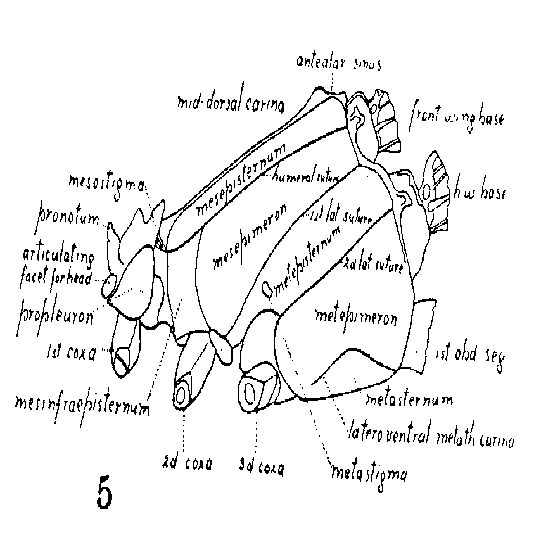 antealar sinus
mid-dorsal carina
front wing base
mesepisternum
humeral suture
mesostigma
h w base
pronotum
mesepimeron
1st lat suture
articulating
facet for head
metepisternum
2d lat suture
propleuron
metepimeron
1st coxa
1st abd seg
mesinfraepisternum
metasternum
latero ventral metath carina
2d coxa
3d coxa
metastigma
5